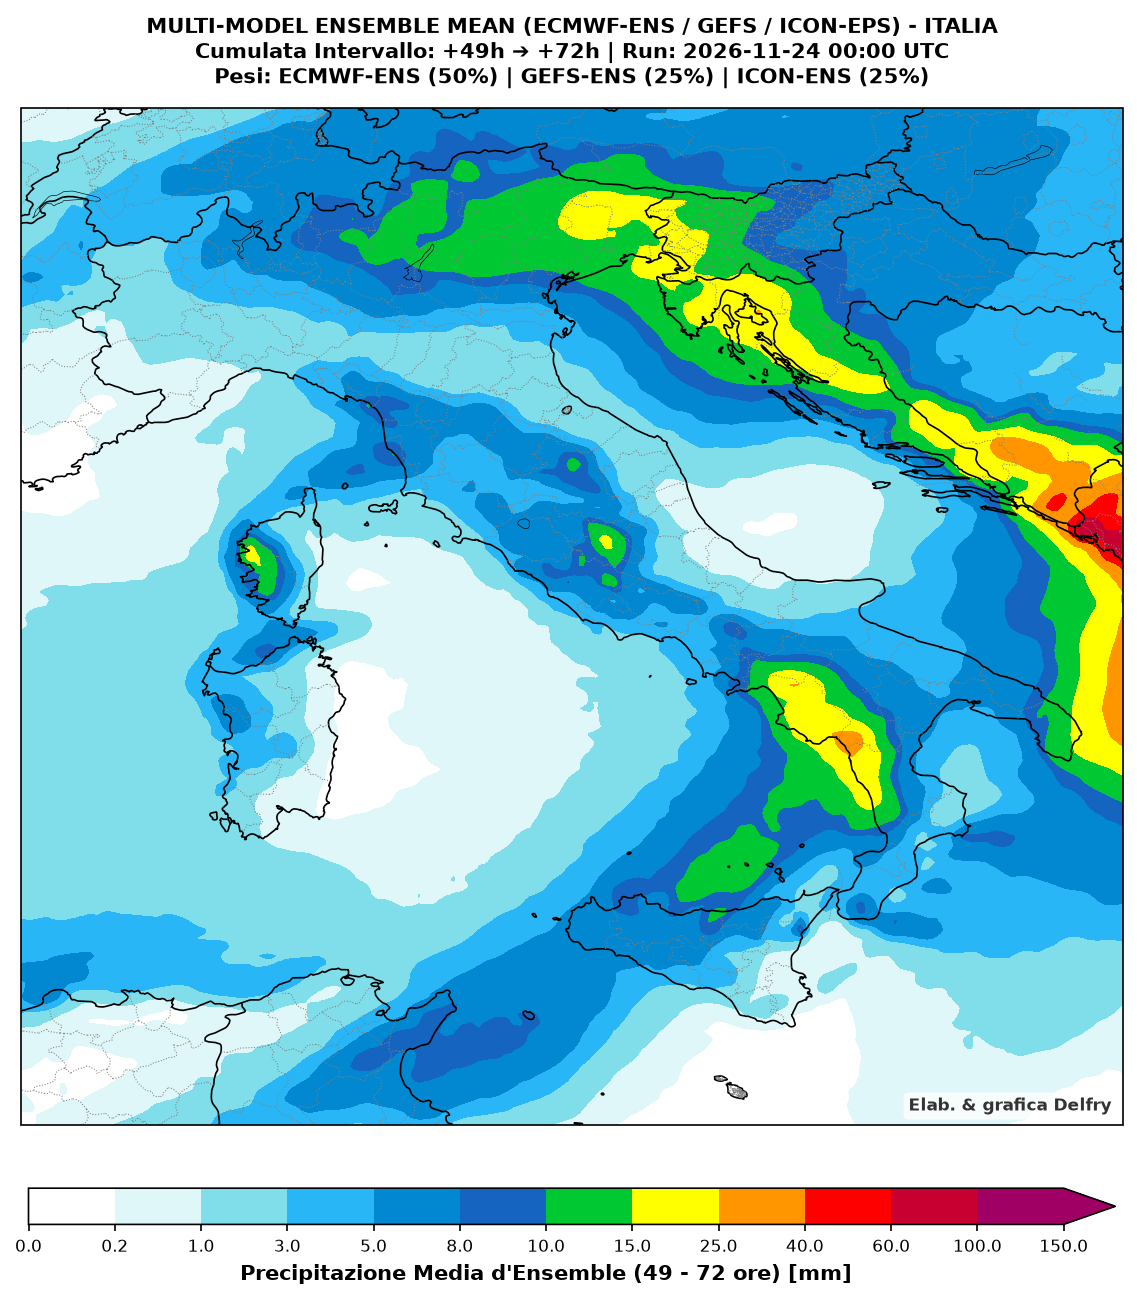 MULTI-MODEL ENSEMBLE MEAN (ECMWF-ENS / GEFS / ICON-EPS) - ITALIA
Cumulata Intervallo: +49h → +72h | Run: 2026-11-24 00:00 UTC
Pesi: ECMWF-ENS (50%) | GEFS-ENS (25%) | ICON-ENS (25%)
Elab. & grafica Delfry
0.0 0.2 1.0 3.0 5.0 8.0 10.0 15.0 25.0 40.0 60.0 100.0 150.0
Precipitazione Media d'Ensemble (49 - 72 ore) [mm]